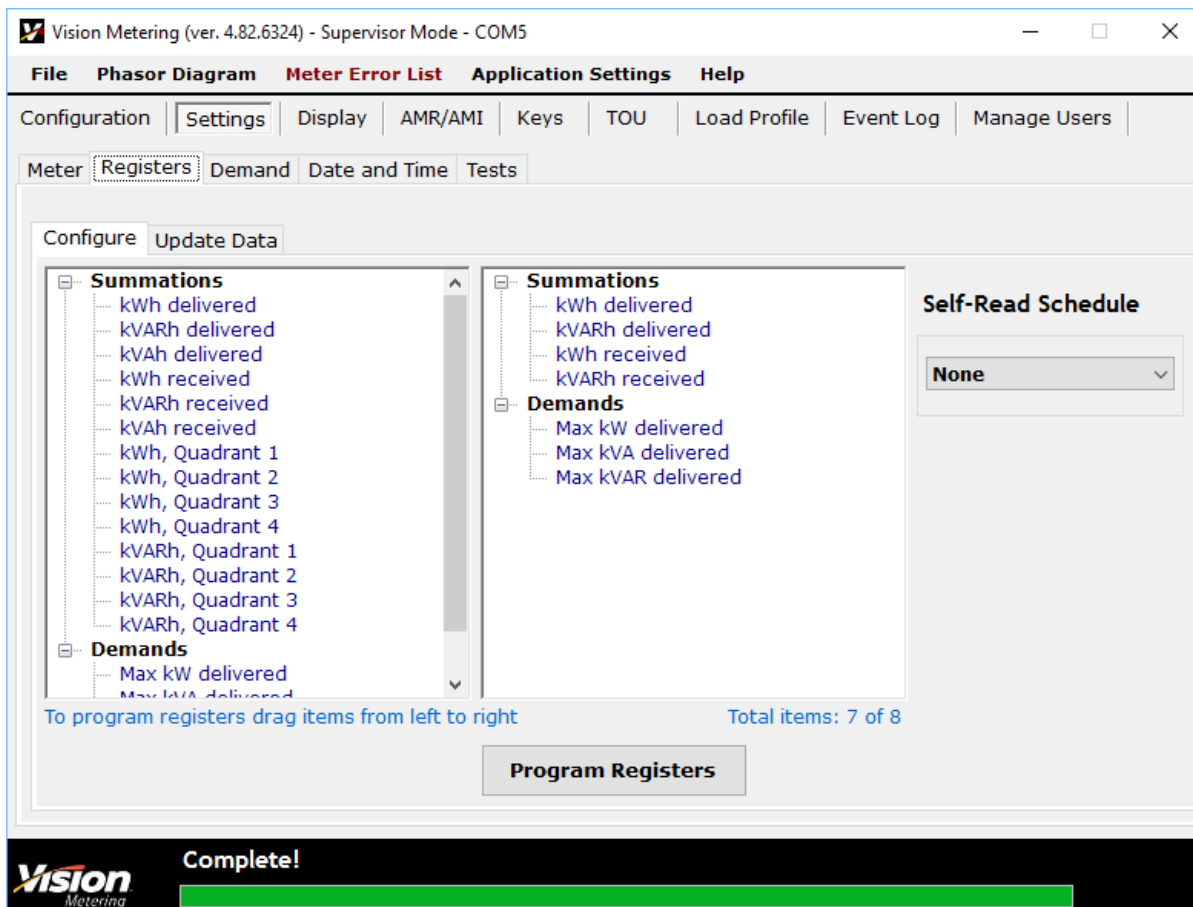 Vision Metering (ver. 4.82.6324) - Supervisor Mode - COM5
File Phasor Diagram Meter Error List Application Settings Help
Configuration Settings Display AMR/AMI Keys TOU Load Profile Event Log Manage Users
Meter Registers Demand Date and Time Tests
Configure Update Data
Summations
kWh delivered
kVARh delivered
kVAh delivered
kWh received
kVARh received
kVAh received
kWh, Quadrant 1
kWh, Quadrant 2
kWh, Quadrant 3
kWh, Quadrant 4
kVARh, Quadrant 1
kVARh, Quadrant 2
kVARh, Quadrant 3
kVARh, Quadrant 4
Demands
Max kW delivered
Max kVA delivered
Summations
kWh delivered
kVARh delivered
kWh received
kVARh received
Demands
Max kW delivered
Max kVA delivered
Max kVAR delivered
Self-Read Schedule
None
To program registers drag items from left to right
Total items: 7 of 8
Program Registers
Complete!
Vision
Metering